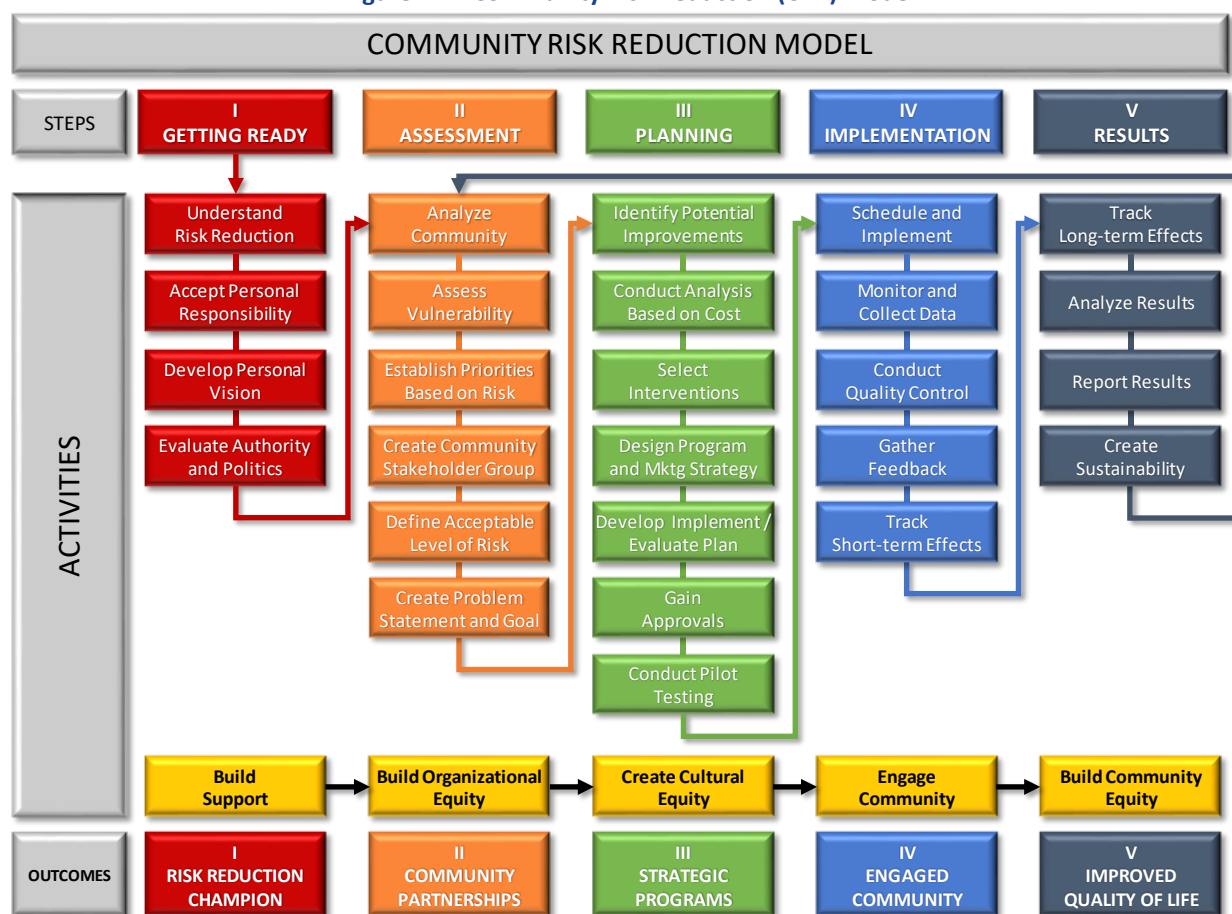 COMMUNITY RISK REDUCTION MODEL
STEPS
I
GETTING READY
II
ASSESSMENT
III
PLANNING
IV
IMPLEMENTATION
V
RESULTS
ACTIVITIES
Understand
Risk Reduction
Accept Personal
Responsibility
Develop Personal
Vision
Evaluate Authority
and Politics
Analyze
Community
Assess
Vulnerability
Establish Priorities
Based on Risk
Create Community
Stakeholder Group
Define Acceptable
Level of Risk
Create Problem
Statement and Goal
Identify Potential
Improvements
Conduct Analysis
Based on Cost
Select
Interventions
Design Program
and Mktg Strategy
Develop Implement /
Evaluate Plan
Gain
Approvals
Conduct Pilot
Testing
Schedule and
Implement
Monitor and
Collect Data
Conduct
Quality Control
Gather
Feedback
Track
Short-term Effects
Track
Long-term Effects
Analyze Results
Report Results
Create
Sustainability
Build
Support
Build Organizational
Equity
Create Cultural
Equity
Engage
Community
Build Community
Equity
OUTCOMES
I
RISK REDUCTION
CHAMPION
II
COMMUNITY
PARTNERSHIPS
III
STRATEGIC
PROGRAMS
IV
ENGAGED
COMMUNITY
V
IMPROVED
QUALITY OF LIFE